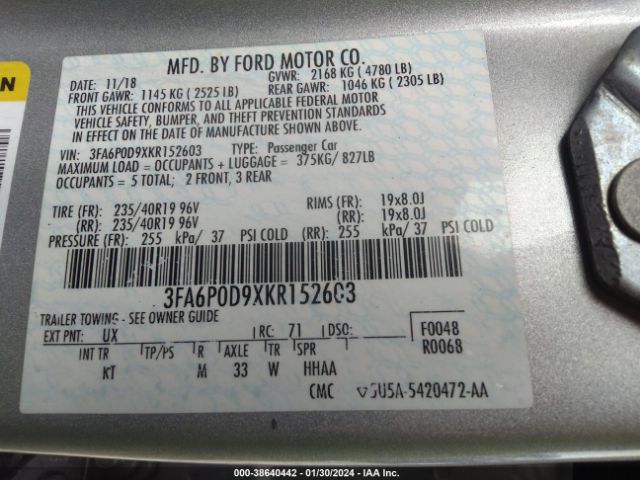 MFD. BY FORD MOTOR CO.
DATE: 11/18 GVWR: 2168 KG ( 4780 LB)
FRONT GAWR: 1145 KG ( 2525 LB) REAR GAWR: 1046 KG ( 2305 LB)
THIS VEHICLE CONFORMS TO ALL APPLICABLE FEDERAL MOTOR
VEHICLE SAFETY, BUMPER, AND THEFT PREVENTION STANDARDS
IN EFFECT ON THE DATE OF MANUFACTURE SHOWN ABOVE.
VIN: 3FA6P0D9XKR152603 TYPE: Passenger Car
MAXIMUM LOAD = OCCUPANTS + LUGGAGE = 375KG/ 827LB
OCCUPANTS = 5 TOTAL; 2 FRONT, 3 REAR
TIRE (FR): 235/40R19 96V RIMS (FR): 19x8.0J
(RR): 235/40R19 96V (RR): 19x8.0J
PRESSURE (FR): 255 kPa/ 37 PSI COLD (RR): 255 kPa/ 37 PSI COLD
3FA6P0D9XKR152603
TRAILER TOWING - SEE OWNER GUIDE
EXT PNT: UX RC: 71 DSO: F0048
INT TR TP/PS R AXLE TR SPR R0068
KT M 33 W HHAA
CMC 5U5A-5420472-AA
000-38640442 - 01/30/2024 - IAA Inc.